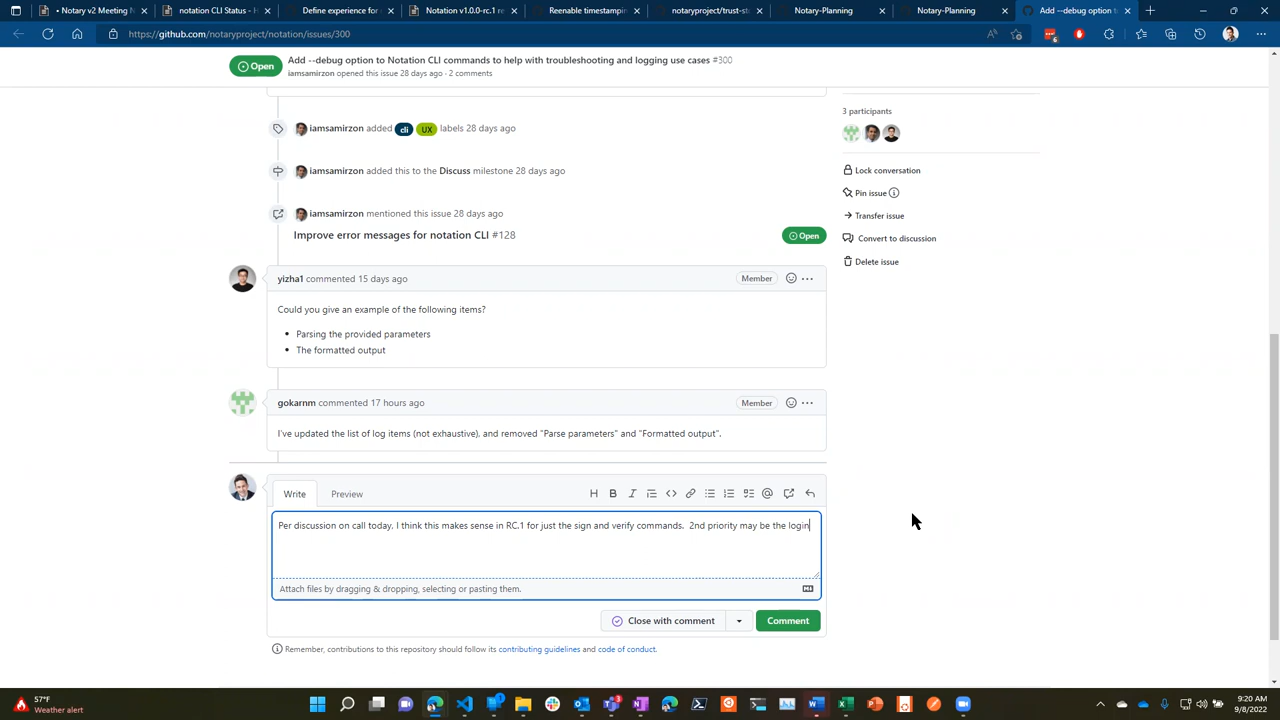 Notary v2 Meeting N
notation CLI Status - H
Define experience for
Notation v1.0.0-rc.1 re
Reenable timestampin
notaryproject/trust-st
Notary-Planning
Notary-Planning
Add --debug option t
https://github.com/notaryproject/notation/issues/300
6
Open
Add --debug option to Notation CLI commands to help with troubleshooting and logging use cases #300
iamsamirzon opened this issue 28 days ago · 2 comments
3 participants
iamsamirzon added cli UX labels 28 days ago
iamsamirzon added this to the Discuss milestone 28 days ago
iamsamirzon mentioned this issue 28 days ago
Improve error messages for notation CLI #128
Open
Lock conversation
Pin issue
Transfer issue
Convert to discussion
Delete issue
yizha1 commented 15 days ago
Member
Could you give an example of the following items?
• Parsing the provided parameters
• The formatted output
gokarnm commented 17 hours ago
Member
I've updated the list of log items (not exhaustive), and removed "Parse parameters" and "Formatted output".
Write
Preview
Per discussion on call today, I think this makes sense in RC.1 for just the sign and verify commands.  2nd priority may be the login
Attach files by dragging & dropping, selecting or pasting them.
Close with comment
Comment
Remember, contributions to this repository should follow its contributing guidelines and code of conduct.
57°F
Weather alert
9:20 AM
9/8/2022